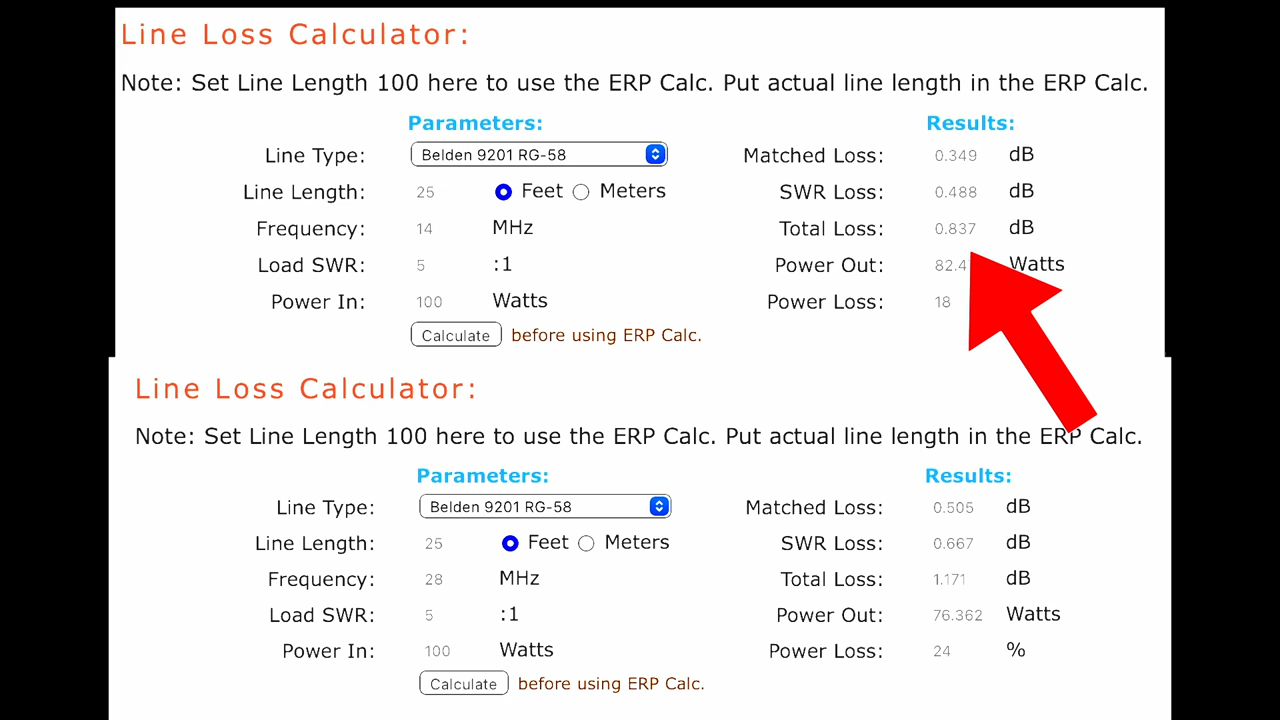 Line Loss Calculator:
Note: Set Line Length 100 here to use the ERP Calc. Put actual line length in the ERP Calc.
Parameters: Results:
Line Type: Belden 9201 RG-58 Matched Loss: 0.349 dB
Line Length: 25 Feet Meters SWR Loss: 0.488 dB
Frequency: 14 MHz Total Loss: 0.837 dB
Load SWR: 5 :1 Power Out: Watts
Power In: 100 Watts Power Loss: 18
Calculate before using ERP Calc.
Line Loss Calculator:
Note: Set Line Length 100 here to use the ERP Calc. Put actual line length in the ERP Calc.
Parameters: Results:
Line Type: Belden 9201 RG-58 Matched Loss: 0.505 dB
Line Length: 25 Feet Meters SWR Loss: 0.667 dB
Frequency: 28 MHz Total Loss: 1.171 dB
Load SWR: 5 :1 Power Out: 76.362 Watts
Power In: 100 Watts Power Loss: 24 %
Calculate before using ERP Calc.